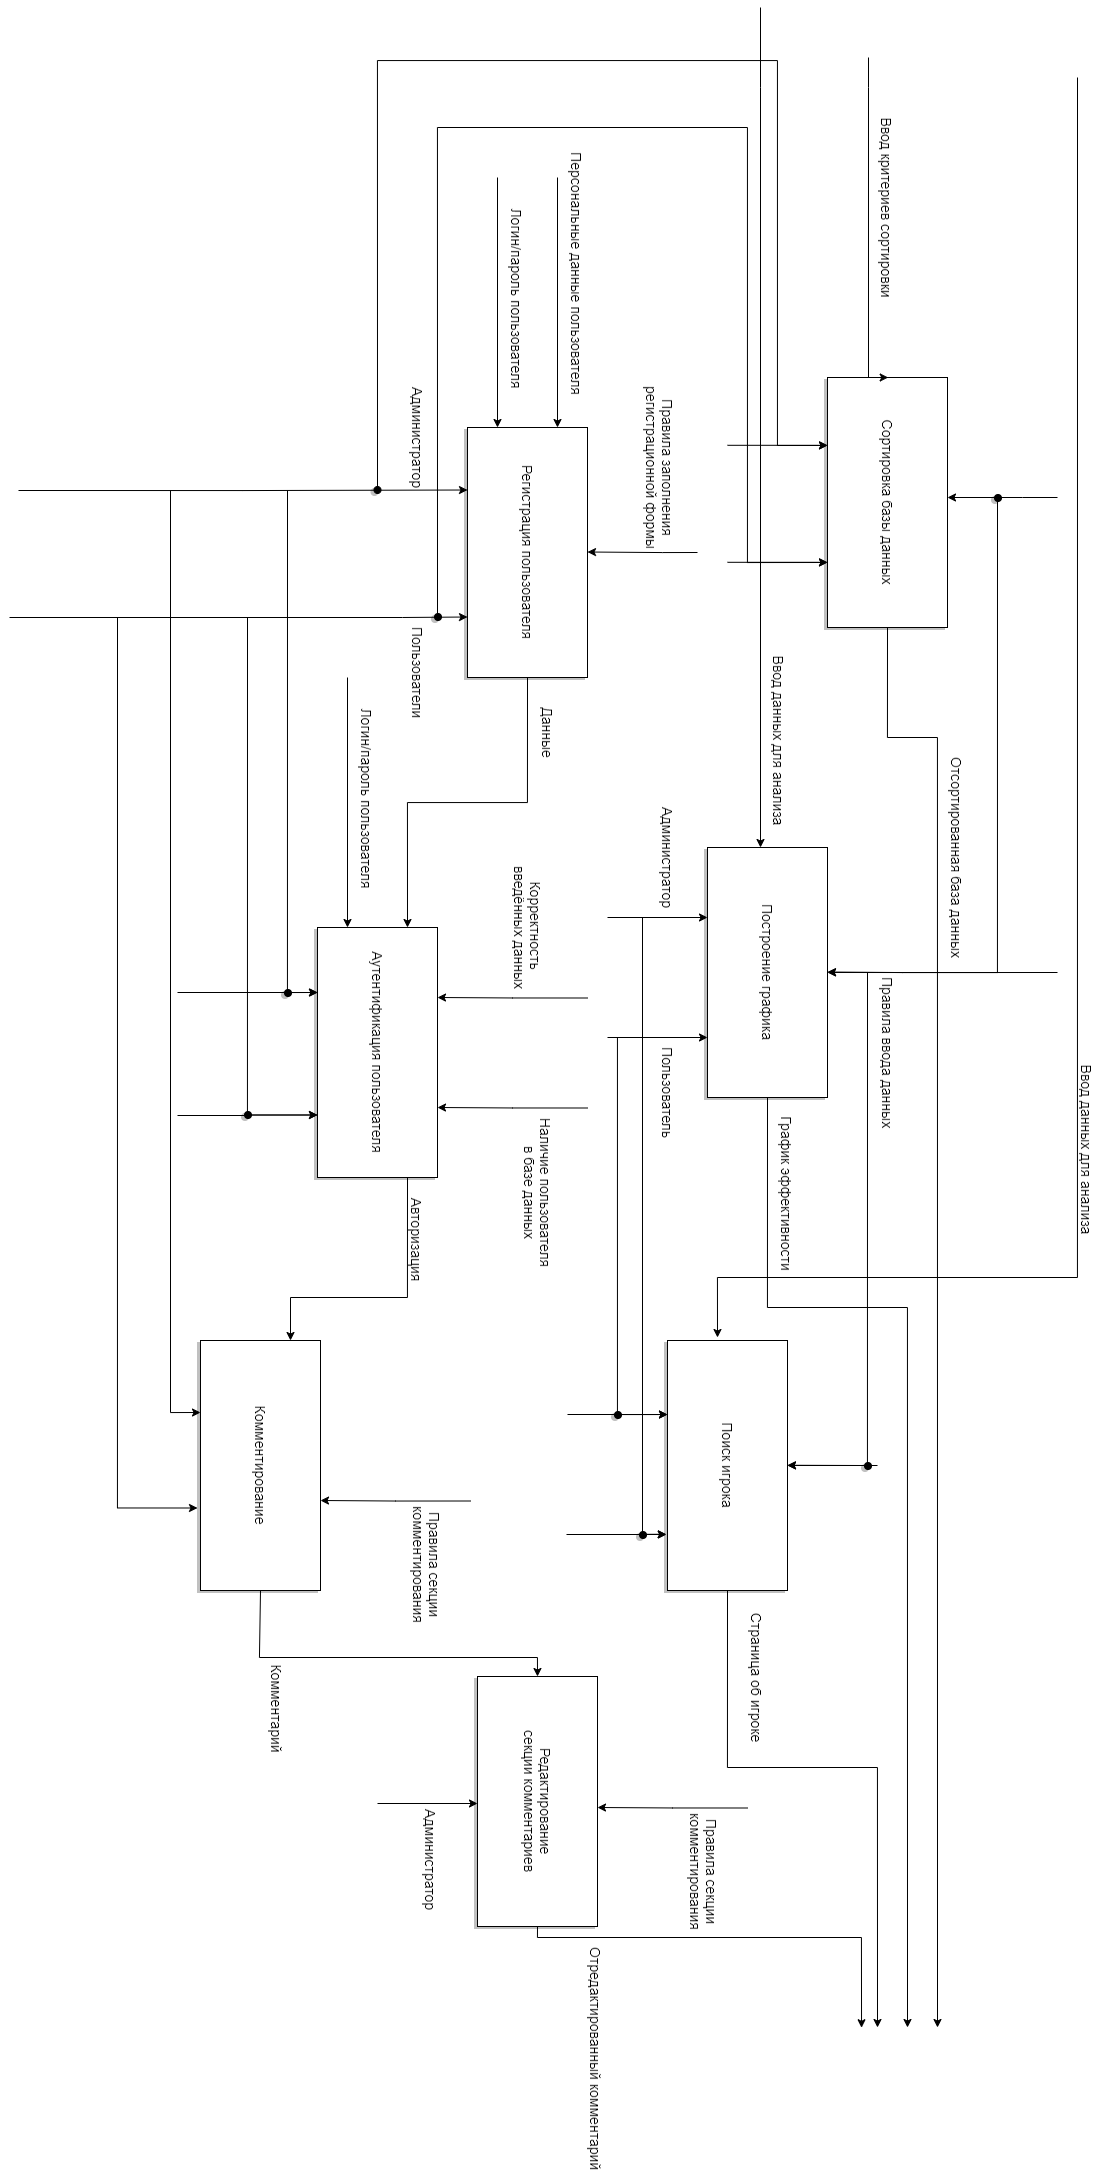 Ввод данных для анализа
Ввод критериев сортировки
Сортировка базы данных
Отсортированная база данных
Правила ввода данных
Ввод данных для анализа
Построение графика
График эффективности
Администратор
Пользователь
Поиск игрока
Страница об игроке
Персональные данные пользователя
Логин/пароль пользователя
Правила заполнения
регистрационной формы
Регистрация пользователя
Администратор
Пользователи
Данные
Логин/пароль пользователя
Корректность
введённых данных
Аутентификация пользователя
Наличие пользователя
в базе данных
Авторизация
Комментирование
Правила секции
комментирования
Комментарий
Редактирование
секции комментариев
Правила секции
комментирования
Администратор
Отредактированный комментарий